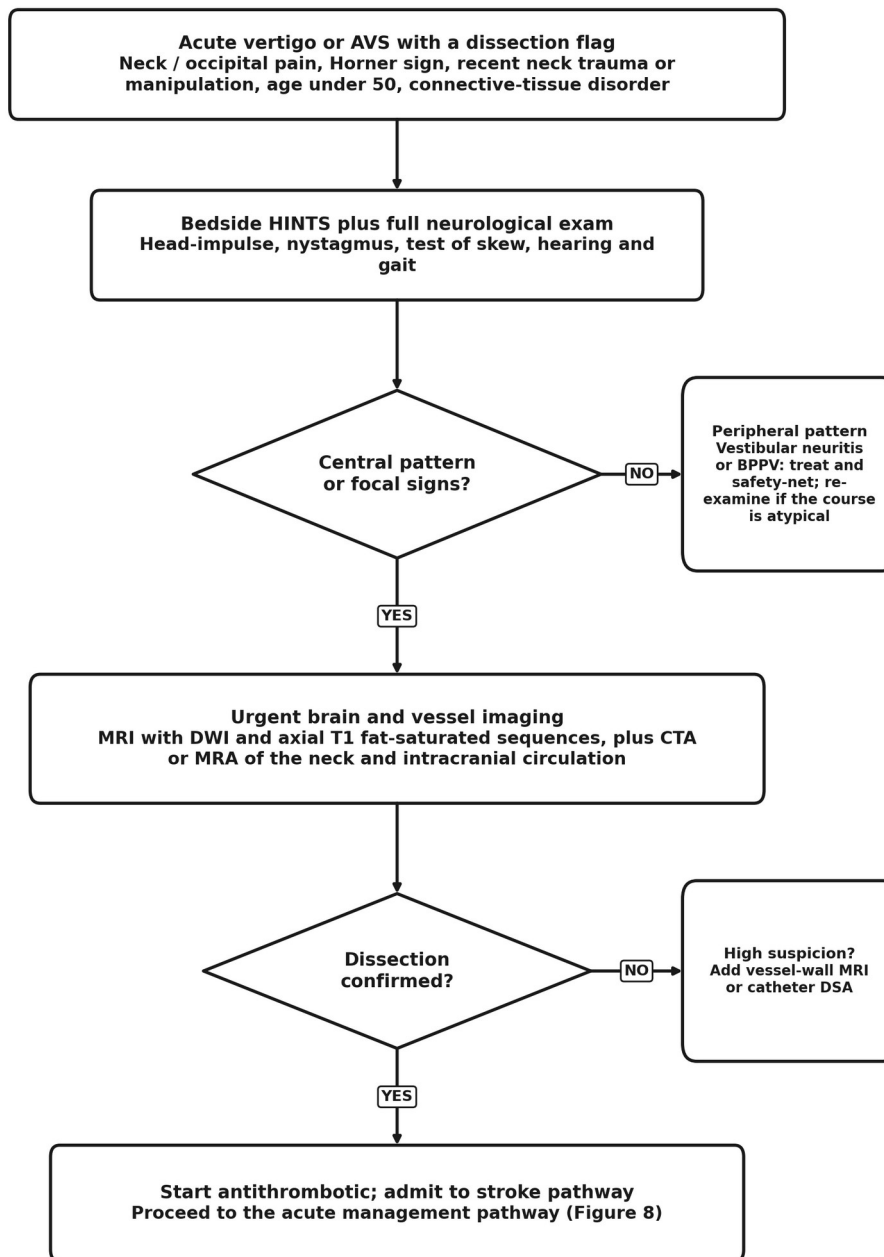 Acute vertigo or AVS with a dissection flag
Neck / occipital pain, Horner sign, recent neck trauma or
manipulation, age under 50, connective-tissue disorder
Bedside HINTS plus full neurological exam
Head-impulse, nystagmus, test of skew, hearing and
gait
Central pattern
or focal signs?
NO
Peripheral pattern
Vestibular neuritis
or BPPV: treat and
safety-net; re-
examine if the course
is atypical
YES
Urgent brain and vessel imaging
MRI with DWI and axial T1 fat-saturated sequences, plus CTA
or MRA of the neck and intracranial circulation
Dissection
confirmed?
NO
High suspicion?
Add vessel-wall MRI
or catheter DSA
YES
Start antithrombotic; admit to stroke pathway
Proceed to the acute management pathway (Figure 8)